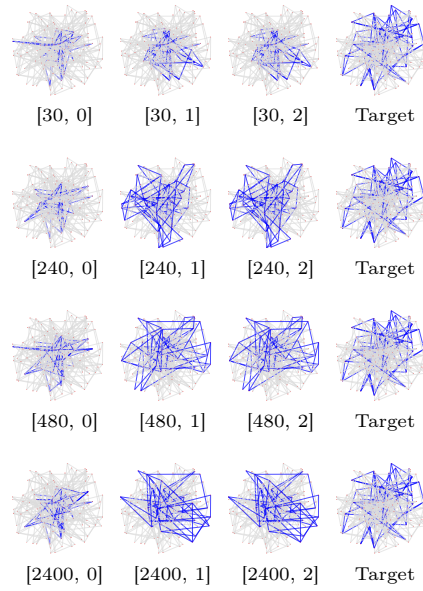 [30, 0] [30, 1] [30, 2] Target
[240, 0] [240, 1] [240, 2] Target
[480, 0] [480, 1] [480, 2] Target
[2400, 0] [2400, 1] [2400, 2] Target